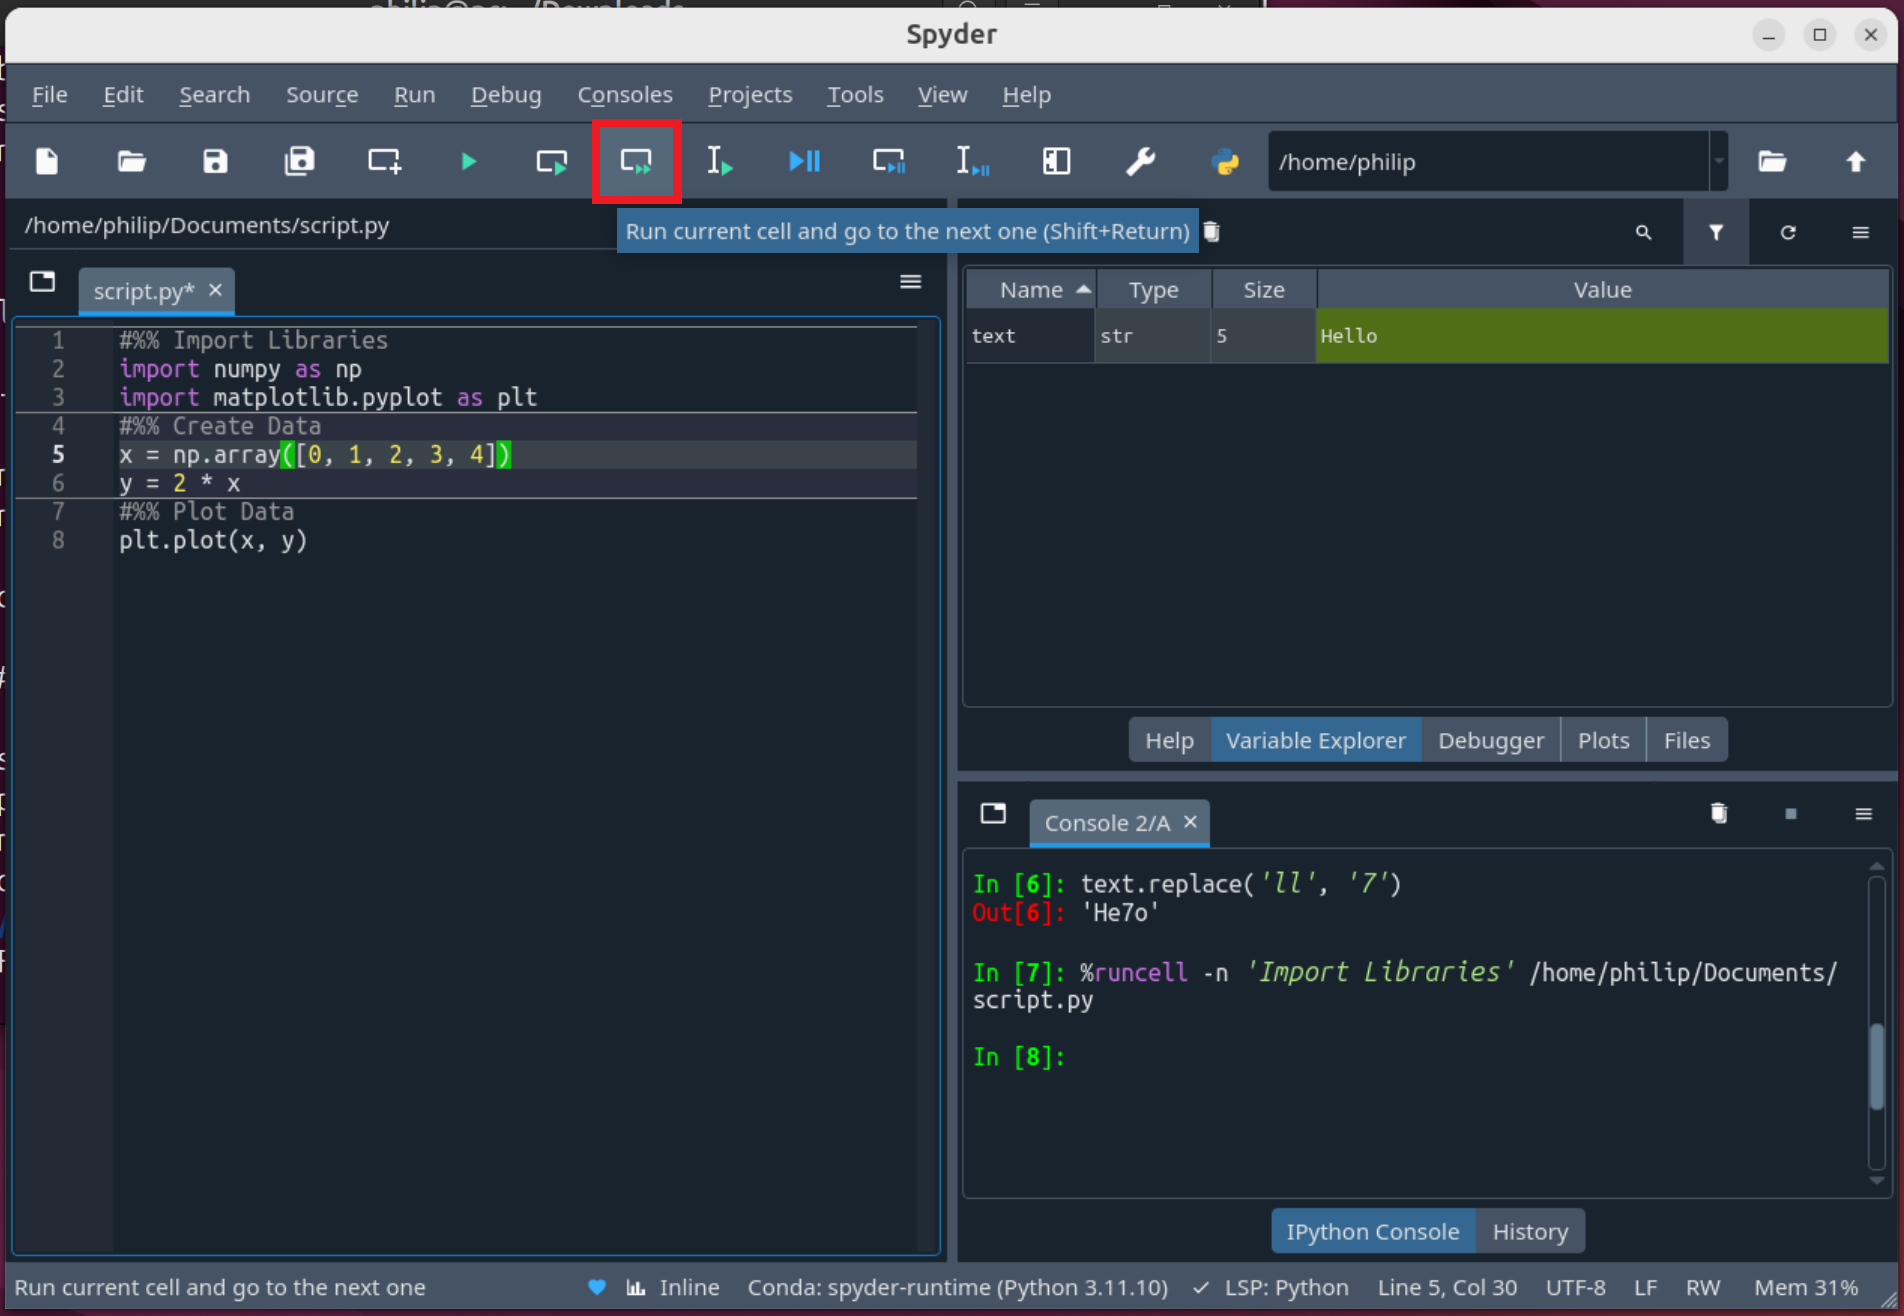 Spyder
File Edit Search Source Run Debug Consoles Projects Tools View Help
/home/philip
/home/philip/Documents/script.py
Run current cell and go to the next one (Shift+Return)
script.py*
1 #%% Import Libraries
2 import numpy as np
3 import matplotlib.pyplot as plt
4 #%% Create Data
5 x = np.array([0, 1, 2, 3, 4])
6 y = 2 * x
7 #%% Plot Data
8 plt.plot(x, y)
Name Type Size Value
text str 5 Hello
Help Variable Explorer Debugger Plots Files
Console 2/A
In [6]: text.replace('ll', '7')
Out[6]: 'He7o'
In [7]: %runcell -n 'Import Libraries' /home/philip/Documents/
script.py
In [8]:
IPython Console History
Run current cell and go to the next one Inline Conda: spyder-runtime (Python 3.11.10) ✓ LSP: Python Line 5, Col 30 UTF-8 LF RW Mem 31%